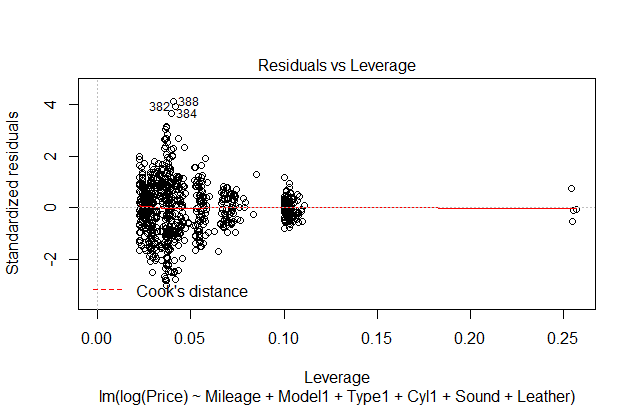 Residuals vs Leverage
Standardized residuals
4
2
0
-2
382
388
384
Cook's distance
0.00 0.05 0.10 0.15 0.20 0.25
Leverage
lm(log(Price) ~ Mileage + Model1 + Type1 + Cyl1 + Sound + Leather)